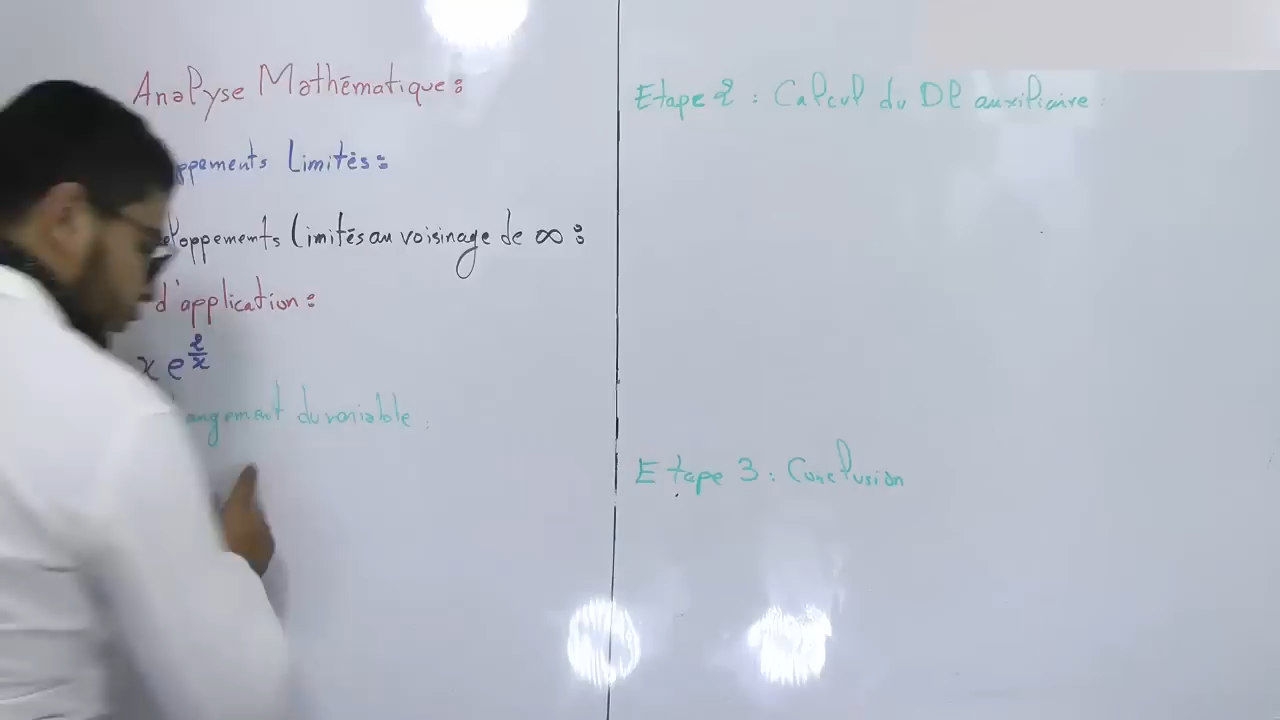 Analyse Mathématique :
ppements Limités :
eloppements Limités au voisinage de ∞ :
d'application :
x e^{2/x}
angement du variable :
Etape 2 : Calcul du DL auxiliaire :
Etape 3 : Conclusion